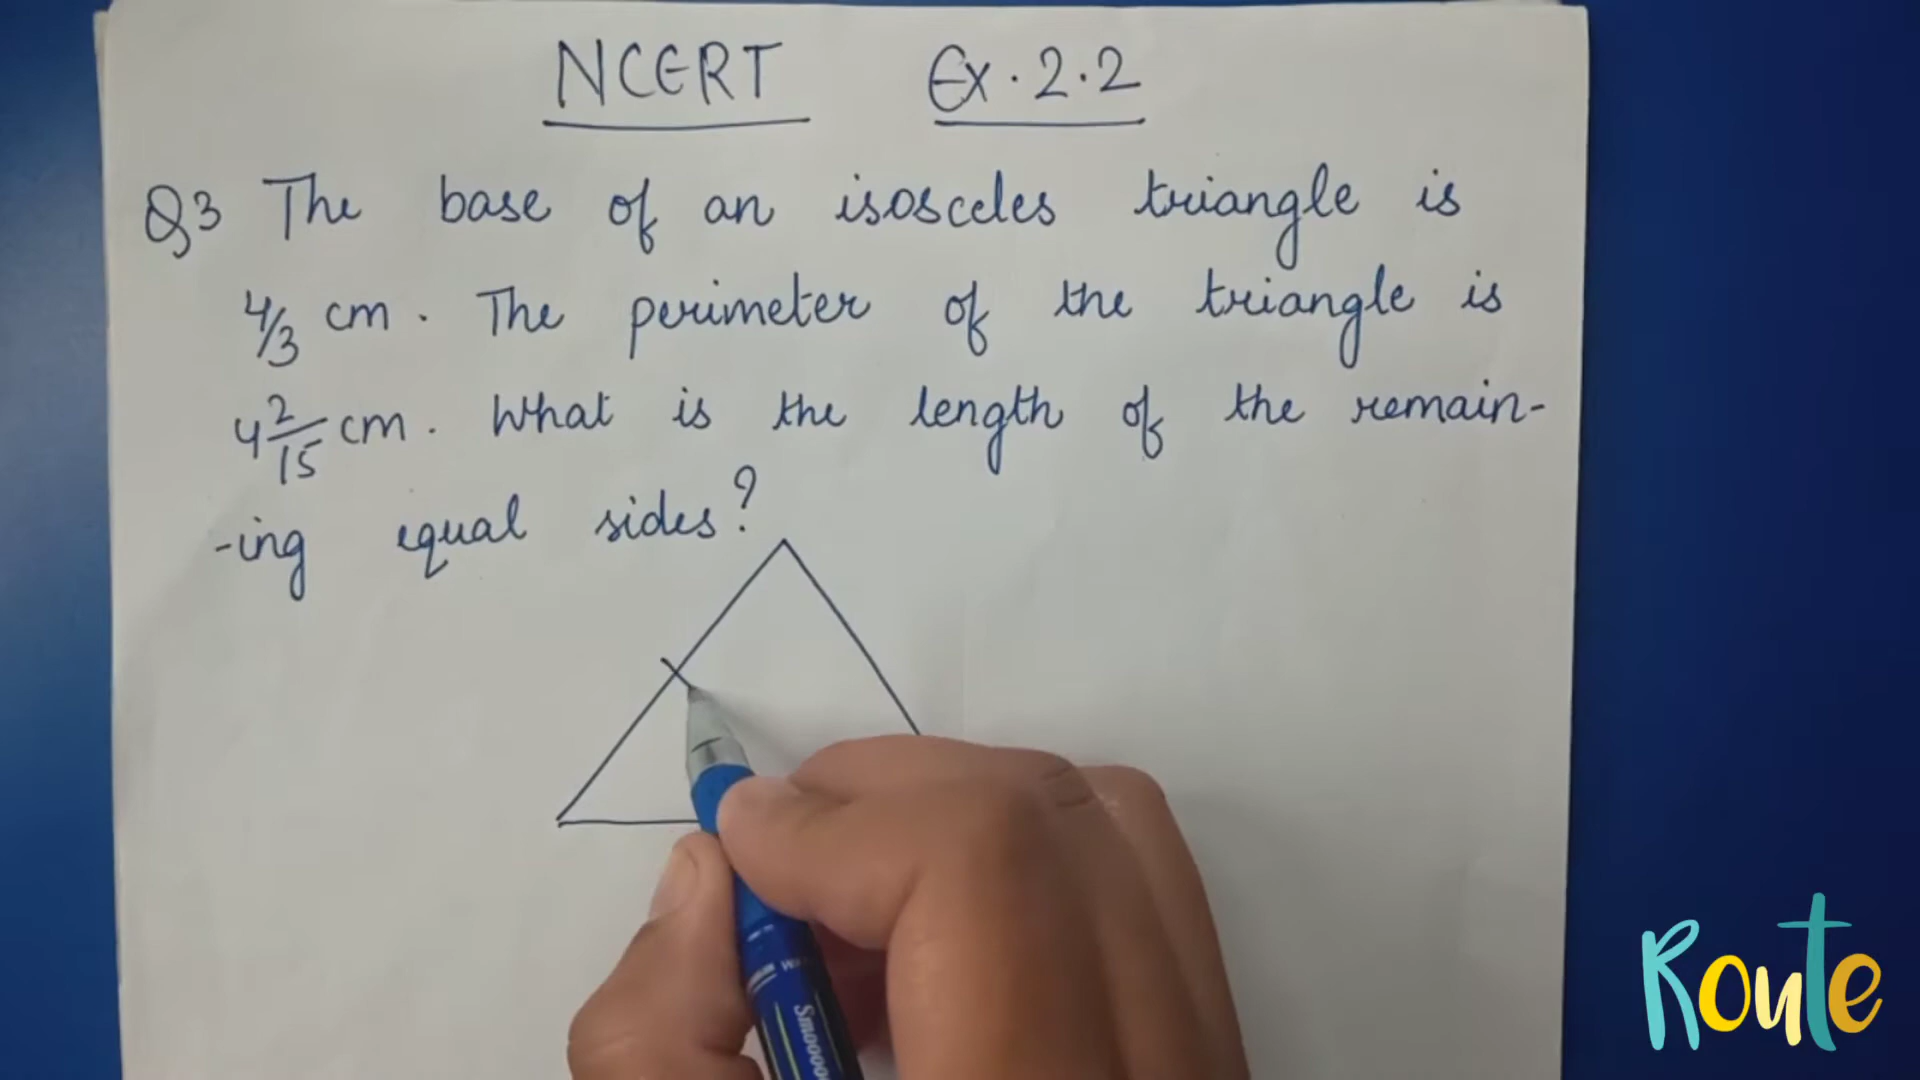 NCERT Ex. 2.2
Q3 The base of an isosceles triangle is
4/3 cm. The perimeter of the triangle is
4 2/15 cm. What is the length of the remain-
-ing equal sides?
Smooooo
Route